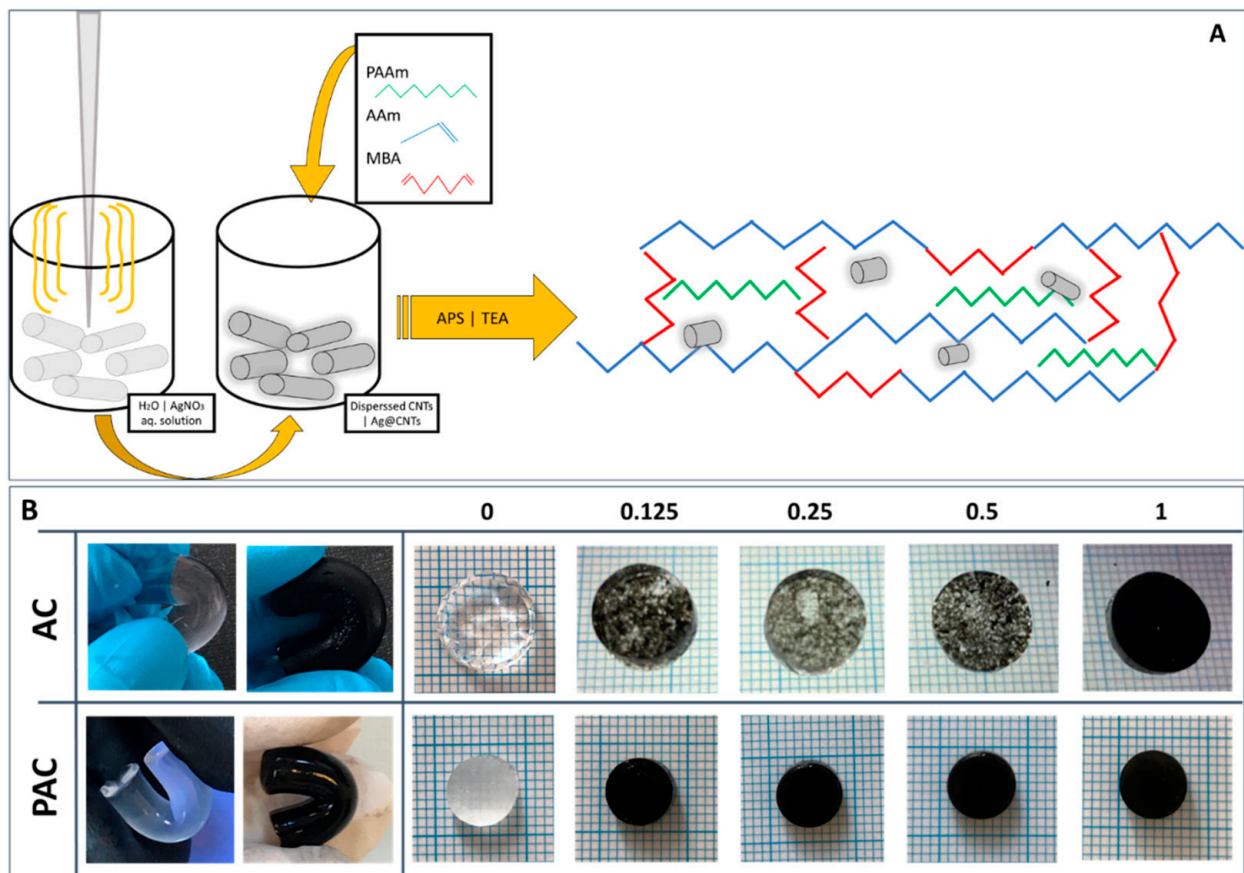 A
PAAm
AAm
MBA
H₂O | AgNO₃
aq. solution
Disperssed CNTs
| Ag@CNTs
APS | TEA
B
0 0.125 0.25 0.5 1
AC
PAC